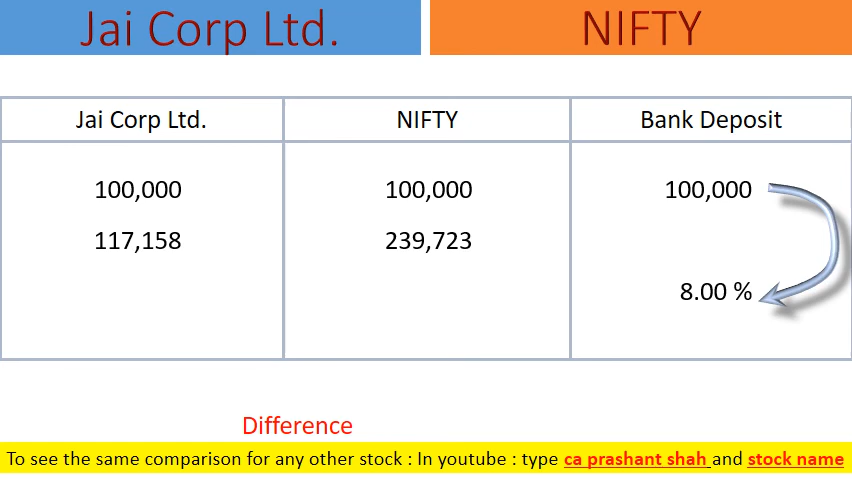 Jai Corp Ltd. NIFTY
Jai Corp Ltd. NIFTY Bank Deposit
100,000 100,000 100,000
117,158 239,723
8.00 %
Difference
To see the same comparison for any other stock : In youtube : type ca prashant shah and stock name